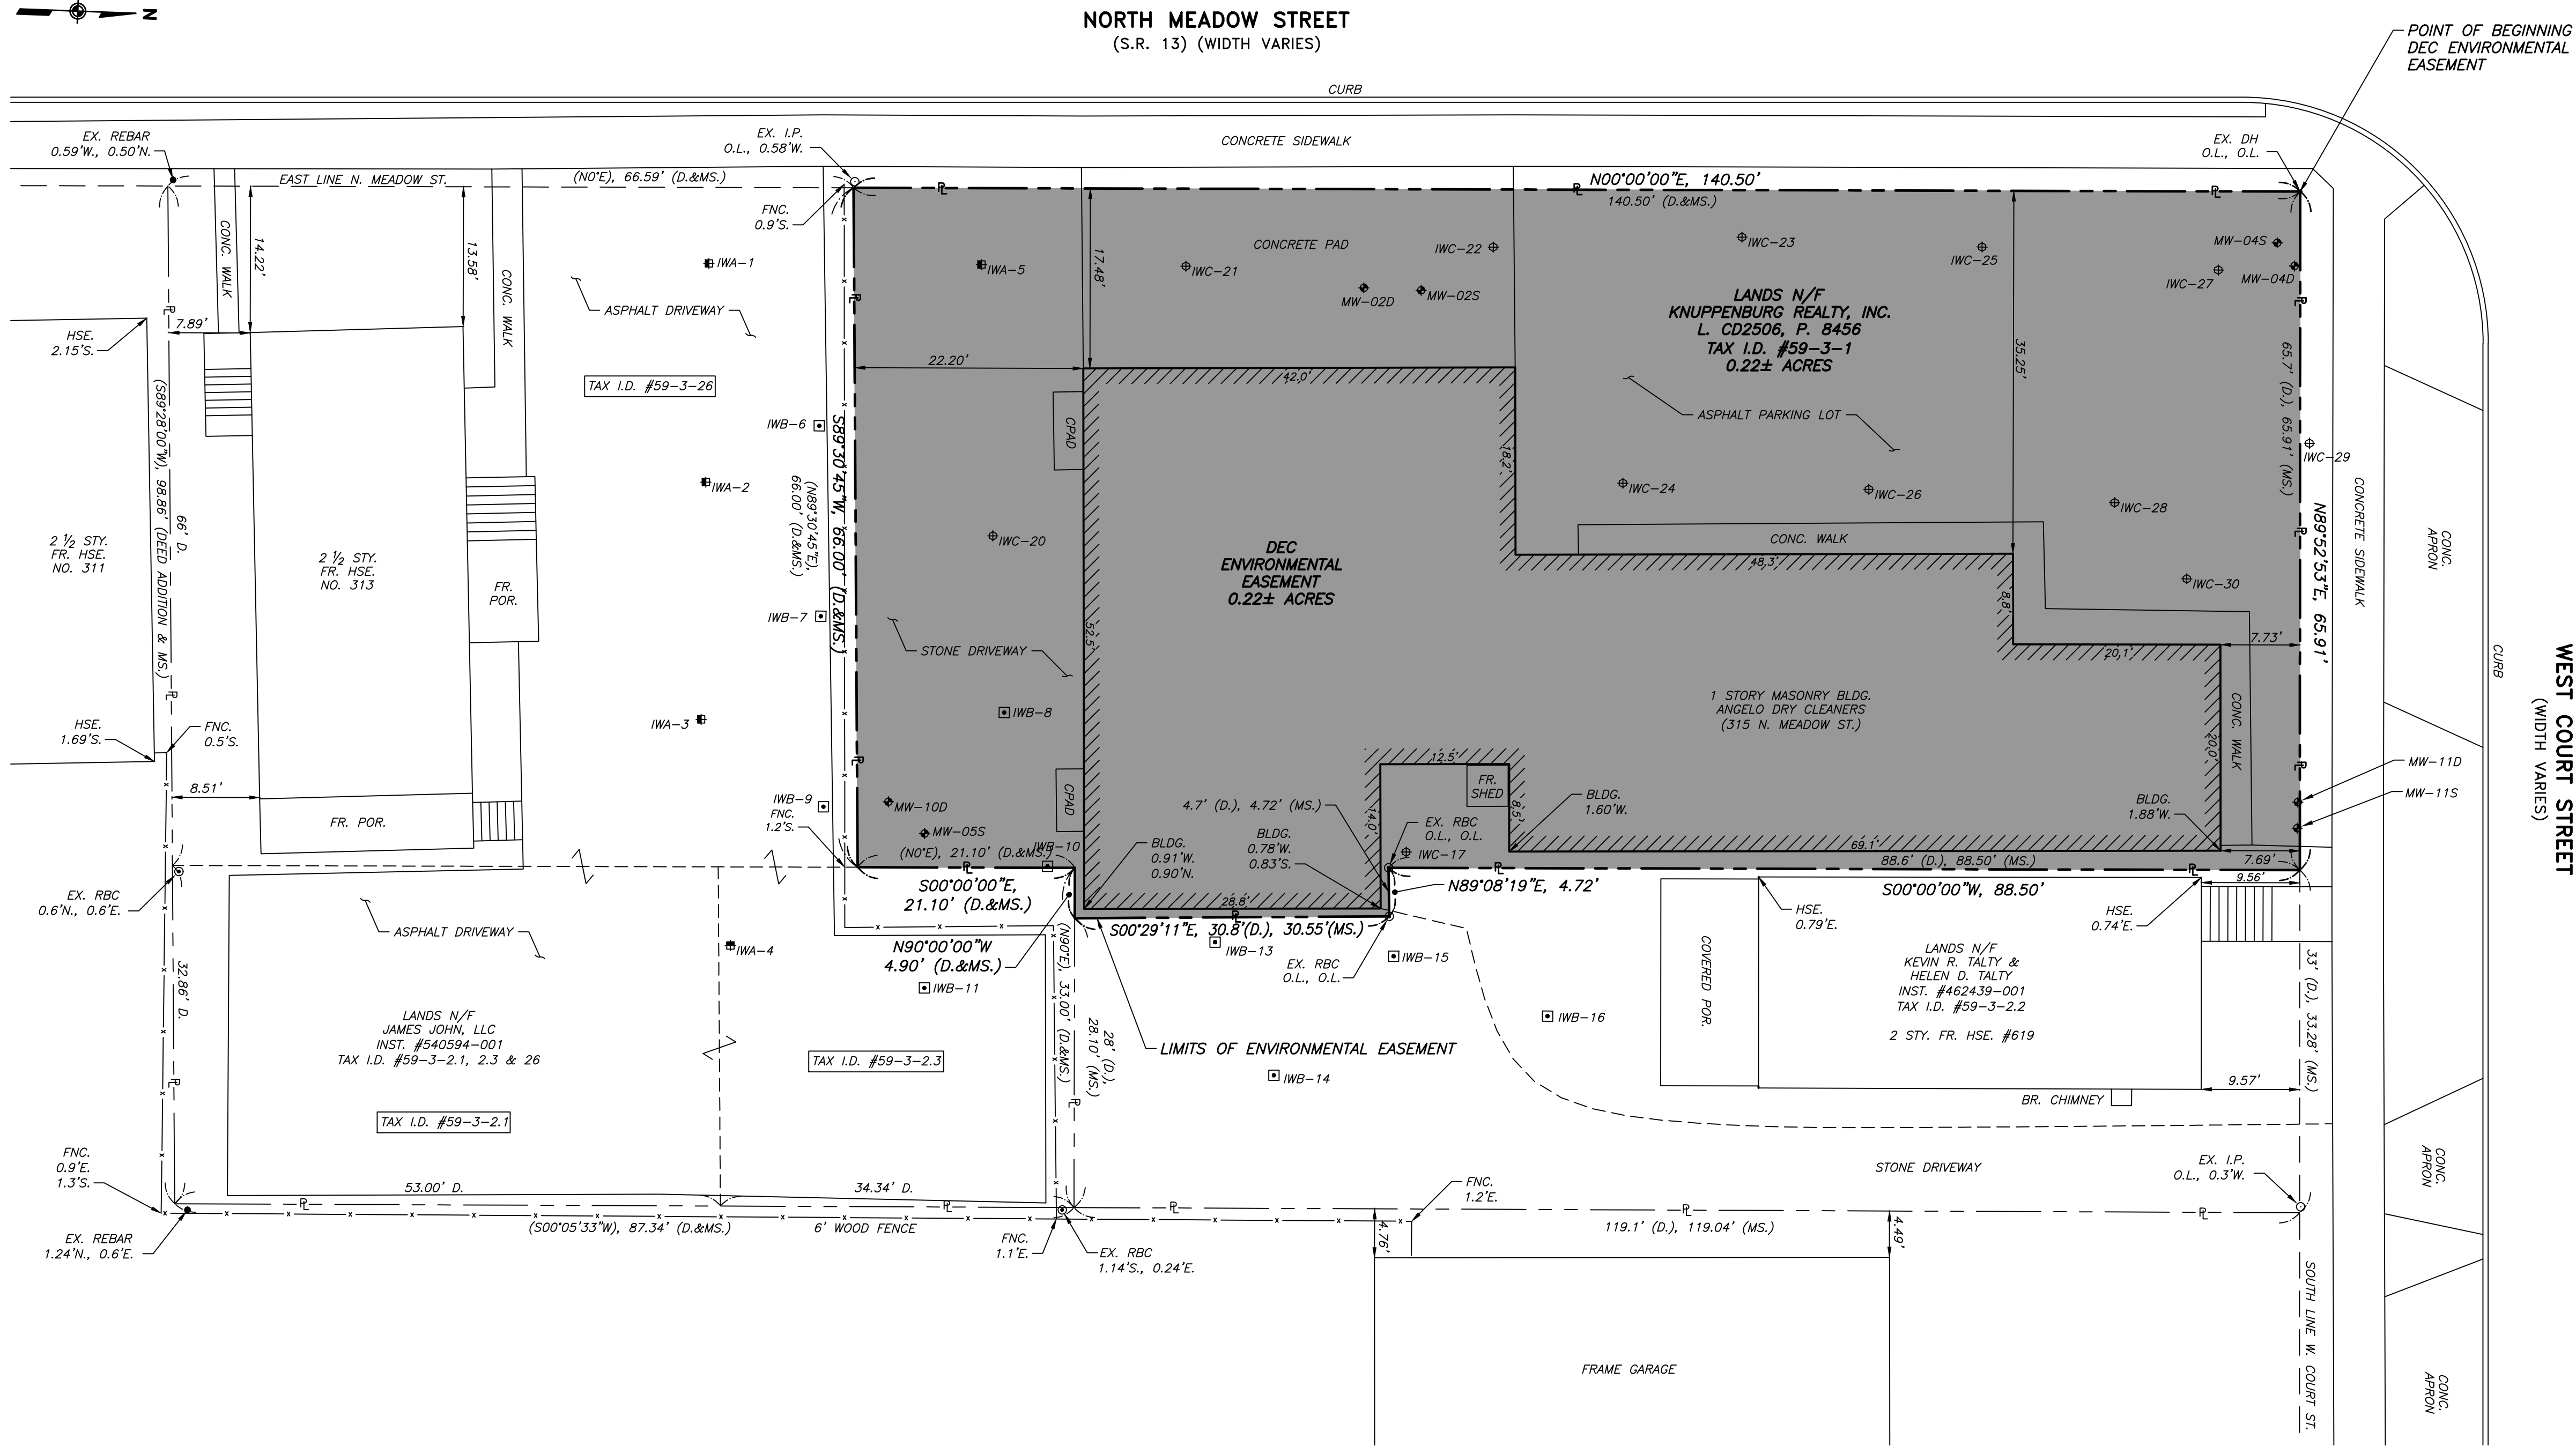 N
NORTH MEADOW STREET
(S.R. 13) (WIDTH VARIES)
POINT OF BEGINNING
DEC ENVIRONMENTAL
EASEMENT
CURB
CONCRETE SIDEWALK
EX. REBAR
0.59'W., 0.50'N.
EX. I.P.
O.L., 0.58'W.
EX. DH
O.L., O.L.
EAST LINE N. MEADOW ST.
(N0°E), 66.59' (D.&MS.)
N00°00'00"E, 140.50'
140.50' (D.&MS.)
FNC.
0.9'S.
CONC. WALK
14.22'
13.58'
CONC. WALK
IWA-1
ASPHALT DRIVEWAY
IWA-5
17.48'
CONCRETE PAD
IWC-21
IWC-22
IWC-23
IWC-25
MW-04S
IWC-27
MW-04D
MW-02D
MW-02S
LANDS N/F
KNUPPENBURG REALTY, INC.
L. CD2506, P. 8456
TAX I.D. #59-3-1
0.22± ACRES
35.25'
HSE.
2.15'S.
7.89'
TAX I.D. #59-3-26
22.20'
42.0'
CPAD
18.2'
ASPHALT PARKING LOT
65.7' (D.), 65.91' (MS.)
IWC-29
(S89°28'00"W), 98.86' (DEED ADDITION & MS.)
66' D.
IWB-6
IWA-2
S89°30'45"W, 66.00' (D.&MS.)
(N89°30'45"E),
66.00' (D.&MS.)
IWC-20
IWC-24
IWC-26
IWC-28
N89°52'53"E, 65.91'
CONCRETE SIDEWALK
CONC.
APRON
2 ½ STY.
FR. HSE.
NO. 311
2 ½ STY.
FR. HSE.
NO. 313
FR.
POR.
DEC
ENVIRONMENTAL
EASEMENT
0.22± ACRES
CONC. WALK
48.3'
8.8'
IWC-30
IWB-7
STONE DRIVEWAY
52.5'
20.1'
7.73'
CURB
WEST COURT STREET
(WIDTH VARIES)
1 STORY MASONRY BLDG.
ANGELO DRY CLEANERS
(315 N. MEADOW ST.)
CONC. WALK
20.0'
HSE.
1.69'S.
FNC.
0.5'S.
IWA-3
IWB-8
CPAD
12.5'
FR.
SHED
8.5'
MW-11D
MW-11S
8.51'
FR. POR.
IWB-9
FNC.
1.2'S.
MW-10D
MW-05S
4.7' (D.), 4.72' (MS.)
14.0'
BLDG.
1.60'W.
BLDG.
1.88'W.
IWB-10
(N0°E), 21.10' (D.&MS.)
BLDG.
0.91'W.
0.90'N.
BLDG.
0.78'W.
0.83'S.
EX. RBC
O.L., O.L.
IWC-17
69.1'
88.6' (D.), 88.50' (MS.)
7.69'
EX. RBC
0.6'N., 0.6'E.
S00°00'00"E,
21.10' (D.&MS.)
28.8'
N89°08'19"E, 4.72'
S00°00'00"W, 88.50'
9.56'
ASPHALT DRIVEWAY
IWA-4
N90°00'00"W
4.90' (D.&MS.)
S00°29'11"E, 30.8'(D.), 30.55'(MS.)
IWB-13
EX. RBC
O.L., O.L.
IWB-15
HSE.
0.79'E.
HSE.
0.74'E.
32.86' D.
IWB-11
(N90°E), 33.00' (D.&MS.)
28' (D.),
28.10' (MS.)
IWB-16
COVERED POR.
LANDS N/F
KEVIN R. TALTY &
HELEN D. TALTY
INST. #462439-001
TAX I.D. #59-3-2.2
2 STY. FR. HSE. #619
33' (D.), 33.28' (MS.)
LANDS N/F
JAMES JOHN, LLC
INST. #540594-001
TAX I.D. #59-3-2.1, 2.3 & 26
TAX I.D. #59-3-2.3
LIMITS OF ENVIRONMENTAL EASEMENT
IWB-14
9.57'
BR. CHIMNEY
TAX I.D. #59-3-2.1
FNC.
0.9'E.
1.3'S.
STONE DRIVEWAY
EX. I.P.
O.L., 0.3'W.
CONC.
APRON
53.00' D.
34.34' D.
FNC.
1.2'E.
EX. REBAR
1.24'N., 0.6'E.
(S00°05'33"W), 87.34' (D.&MS.)
6' WOOD FENCE
FNC.
1.1'E.
EX. RBC
1.14'S., 0.24'E.
4.76'
119.1' (D.), 119.04' (MS.)
4.49'
FRAME GARAGE
SOUTH LINE W. COURT ST.
CONC.
APRON